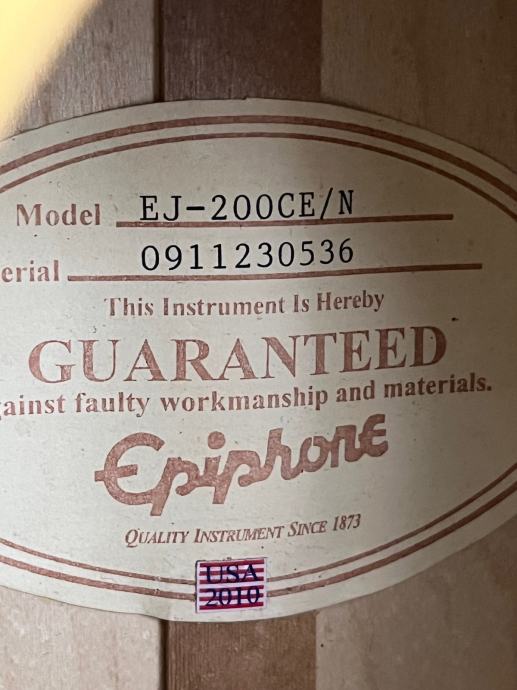 Model EJ-200CE/N
erial 0911230536
This Instrument Is Hereby
GUARANTEED
ainst faulty workmanship and materials.
Epiphone
QUALITY INSTRUMENT SINCE 1873
USA
2010